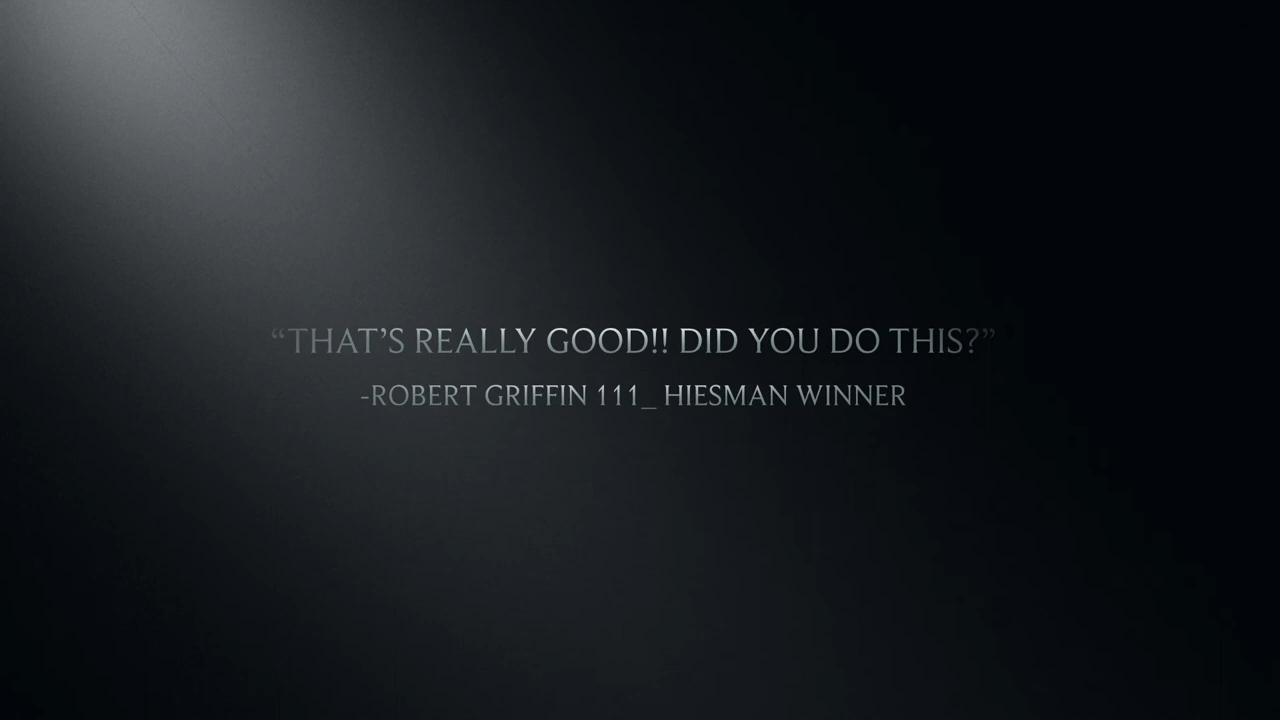 “THAT’S REALLY GOOD!! DID YOU DO THIS?”
-ROBERT GRIFFIN 111_ HIESMAN WINNER